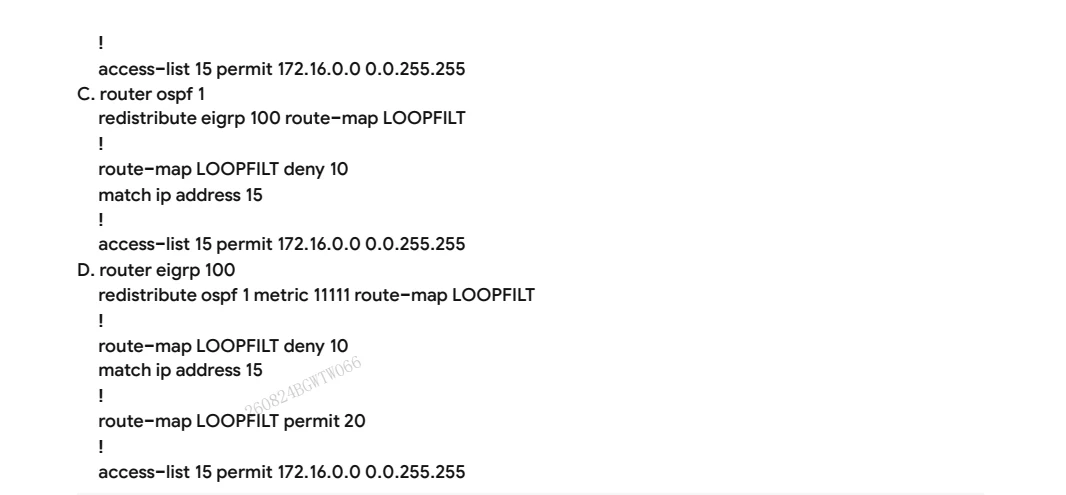 !
access-list 15 permit 172.16.0.0 0.0.255.255
C. router ospf 1
redistribute eigrp 100 route-map LOOPFILT
!
route-map LOOPFILT deny 10
match ip address 15
!
access-list 15 permit 172.16.0.0 0.0.255.255
D. router eigrp 100
redistribute ospf 1 metric 11111 route-map LOOPFILT
!
route-map LOOPFILT deny 10
match ip address 15
260824BGWTW066
!
route-map LOOPFILT permit 20
!
access-list 15 permit 172.16.0.0 0.0.255.255